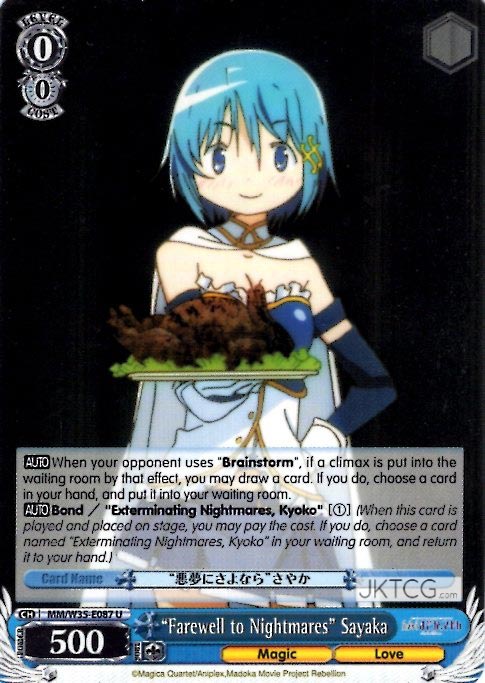 LEVEL
0
0
COST
AUTO When your opponent uses "Brainstorm", if a climax is put into the
waiting room by that effect, you may draw a card. If you do, choose a card
in your hand, and put it into your waiting room.
AUTO Bond ／ "Exterminating Nightmares, Kyoko" [①] (When this card is
played and placed on stage, you may pay the cost. If you do, choose a card
named "Exterminating Nightmares, Kyoko" in your waiting room, and return
it to your hand.)
Card Name
"悪夢にさよなら"さやか
JKTCG.com
CH MM/W35-E087 U
POWER
500
SOUL
"Farewell to Nightmares" Sayaka
Magic
Love
©Magica Quartet/Aniplex,Madoka Movie Project Rebellion